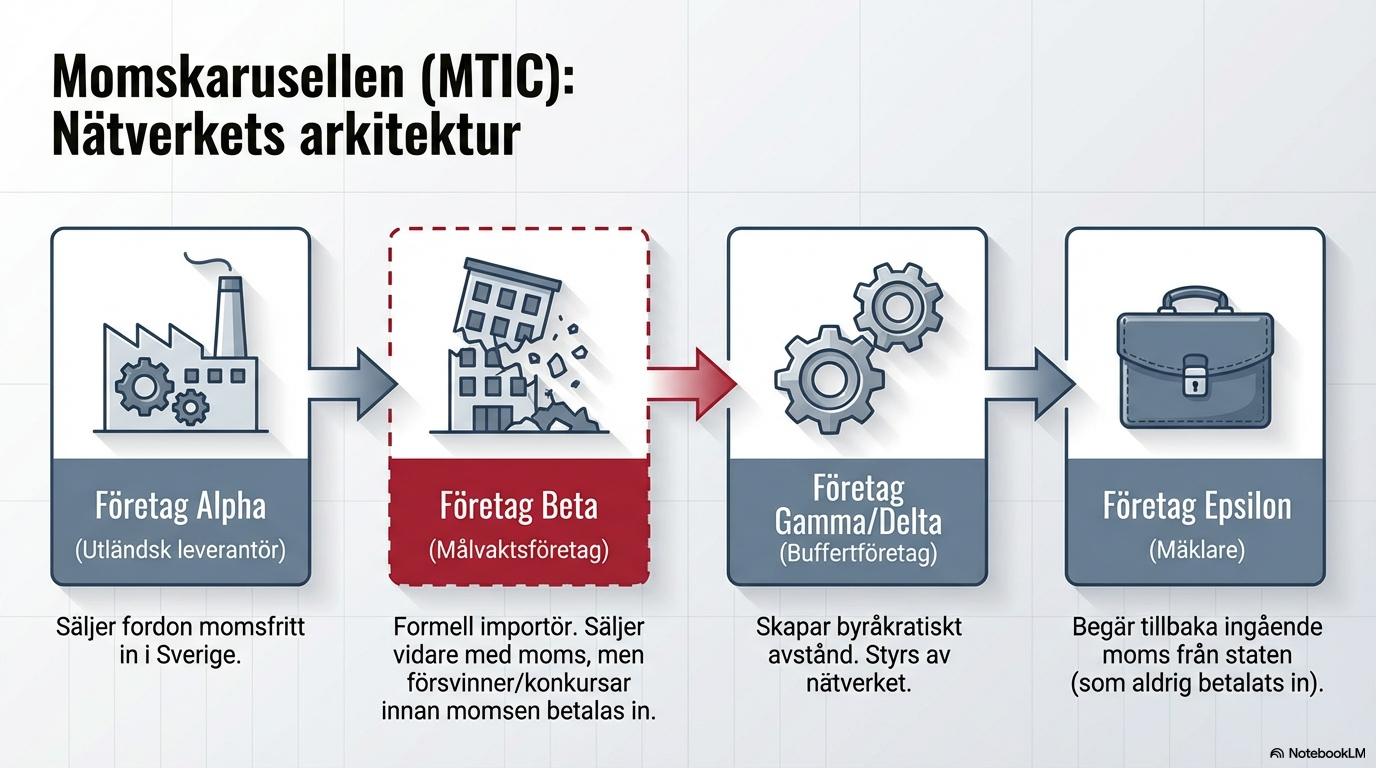 Momskarusellen (MTIC):
Nätverkets arkitektur
Företag Alpha
(Utländsk leverantör)
Säljer fordon momsfritt
in i Sverige.
Företag Beta
(Målvaktsföretag)
Formell importör. Säljer
vidare med moms, men
försvinner/konkursar
innan momsen betalas in.
Företag
Gamma/Delta
(Buffertföretag)
Skapar byråkratiskt
avstånd. Styrs av
nätverket.
Företag Epsilon
(Mäklare)
Begär tillbaka ingående
moms från staten
(som aldrig betalats in).
NotebookLM